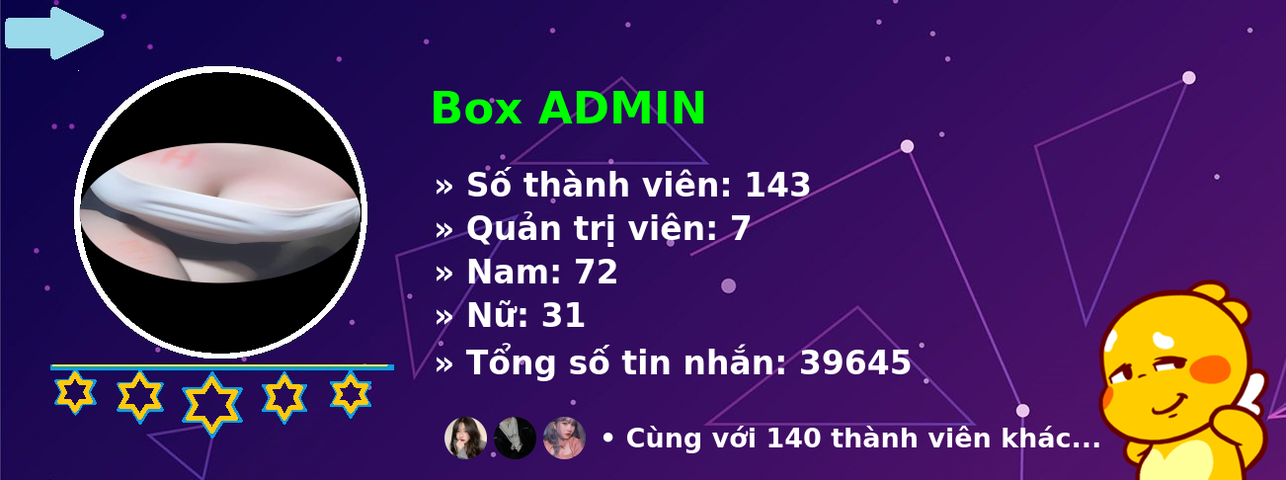 Box ADMIN
» Số thành viên: 143
» Quản trị viên: 7
» Nam: 72
» Nữ: 31
» Tổng số tin nhắn: 39645
• Cùng với 140 thành viên khác...